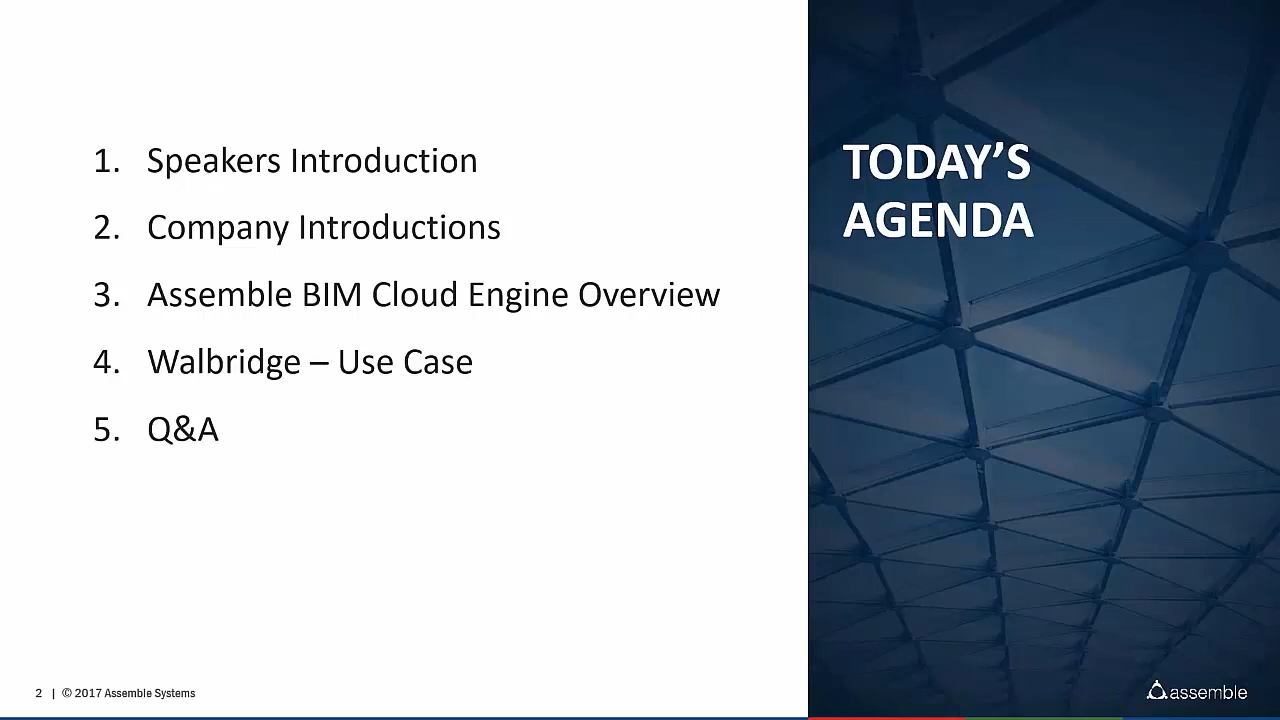 1. Speakers Introduction
2. Company Introductions
3. Assemble BIM Cloud Engine Overview
4. Walbridge – Use Case
5. Q&A
TODAY’S
AGENDA
2 | © 2017 Assemble Systems
assemble